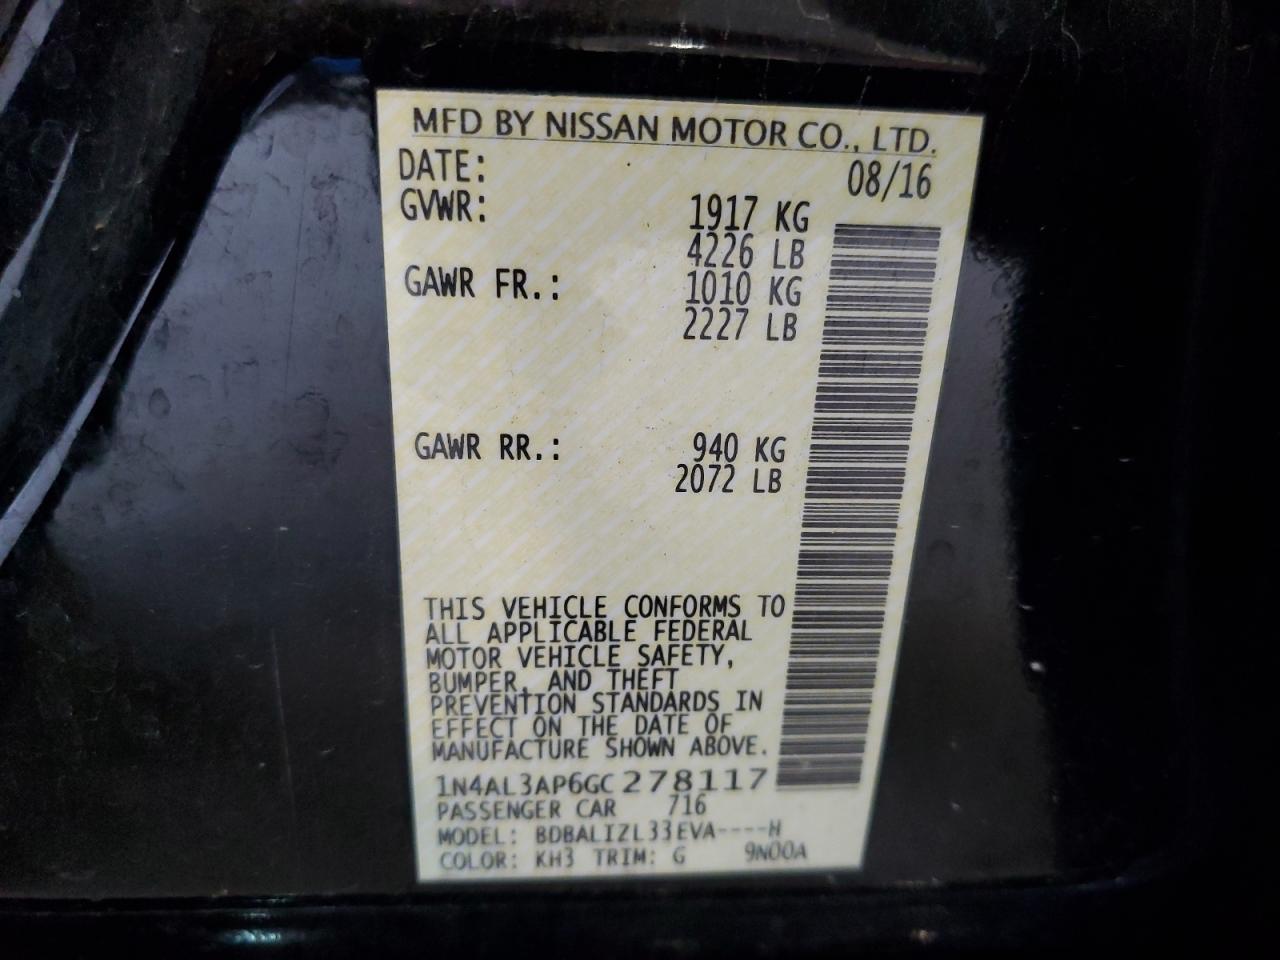 MFD BY NISSAN MOTOR CO., LTD.
DATE: 08/16
GVWR: 1917 KG
4226 LB
GAWR FR.: 1010 KG
2227 LB
GAWR RR.: 940 KG
2072 LB
THIS VEHICLE CONFORMS TO
ALL APPLICABLE FEDERAL
MOTOR VEHICLE SAFETY,
BUMPER, AND THEFT
PREVENTION STANDARDS IN
EFFECT ON THE DATE OF
MANUFACTURE SHOWN ABOVE.
1N4AL3AP6GC278117
PASSENGER CAR 716
MODEL: BDBALIZL33EVA----H
COLOR: KH3 TRIM: G 9N00A